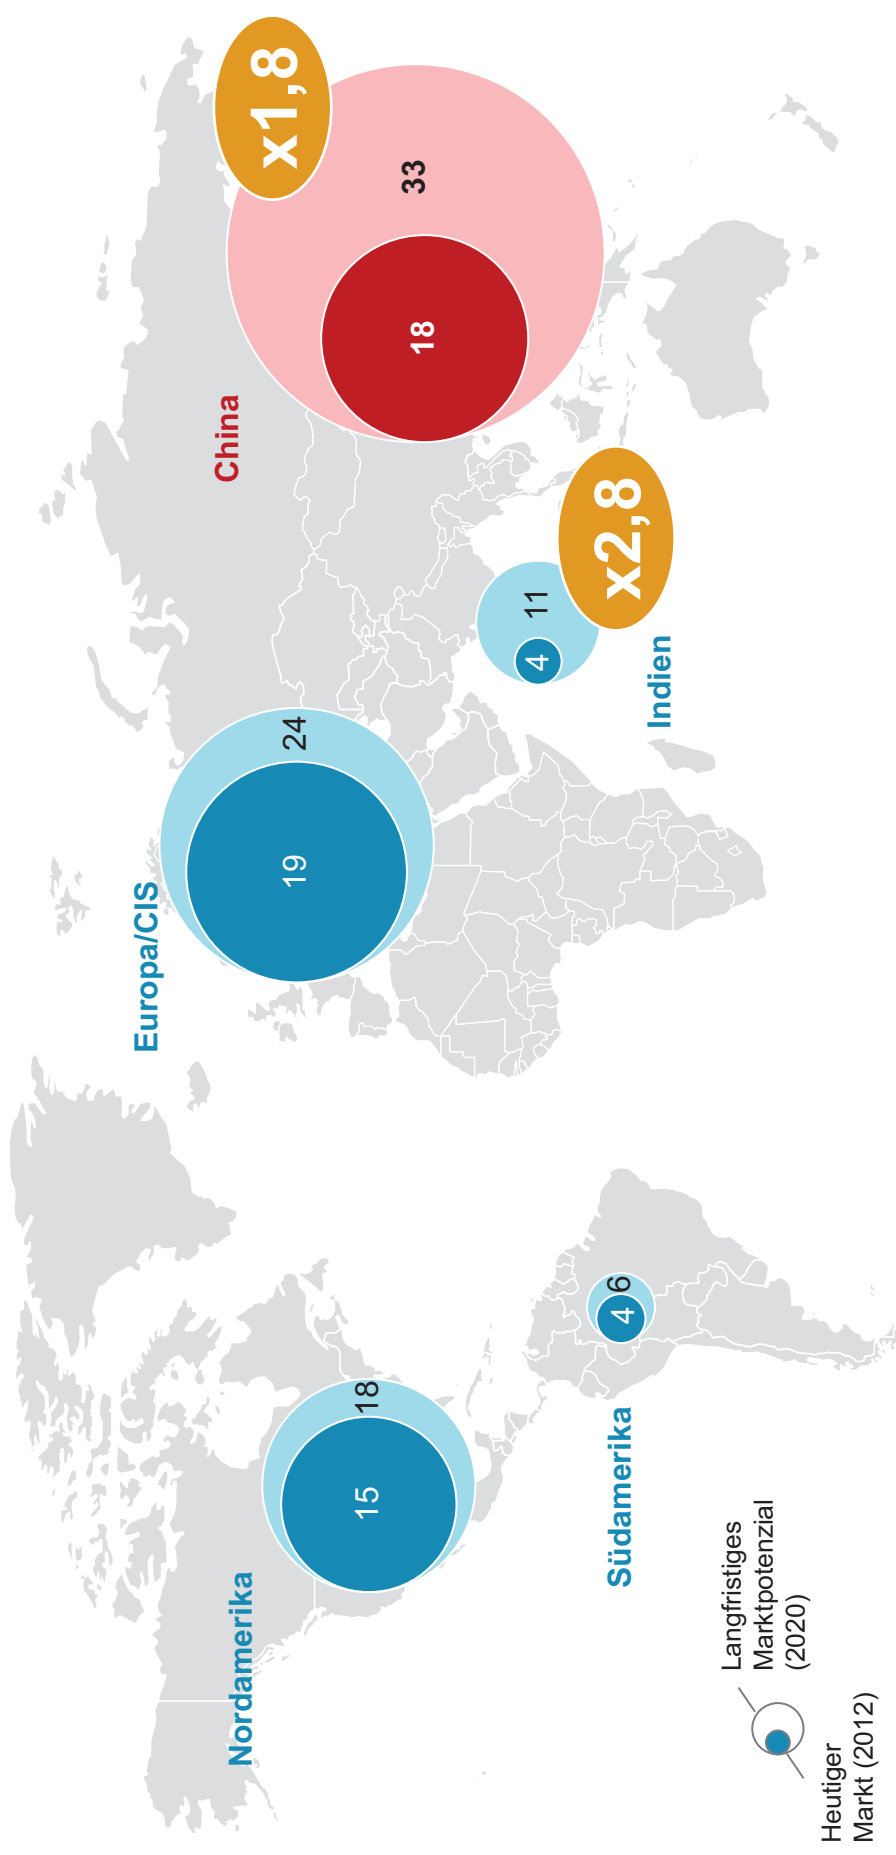 Nordamerika
15
18
Südamerika
4
6
Europa/CIS
19
24
Indien
4
11
x2,8
China
18
33
x1,8
Heutiger
Markt (2012)
Langfristiges
Marktpotenzial
(2020)